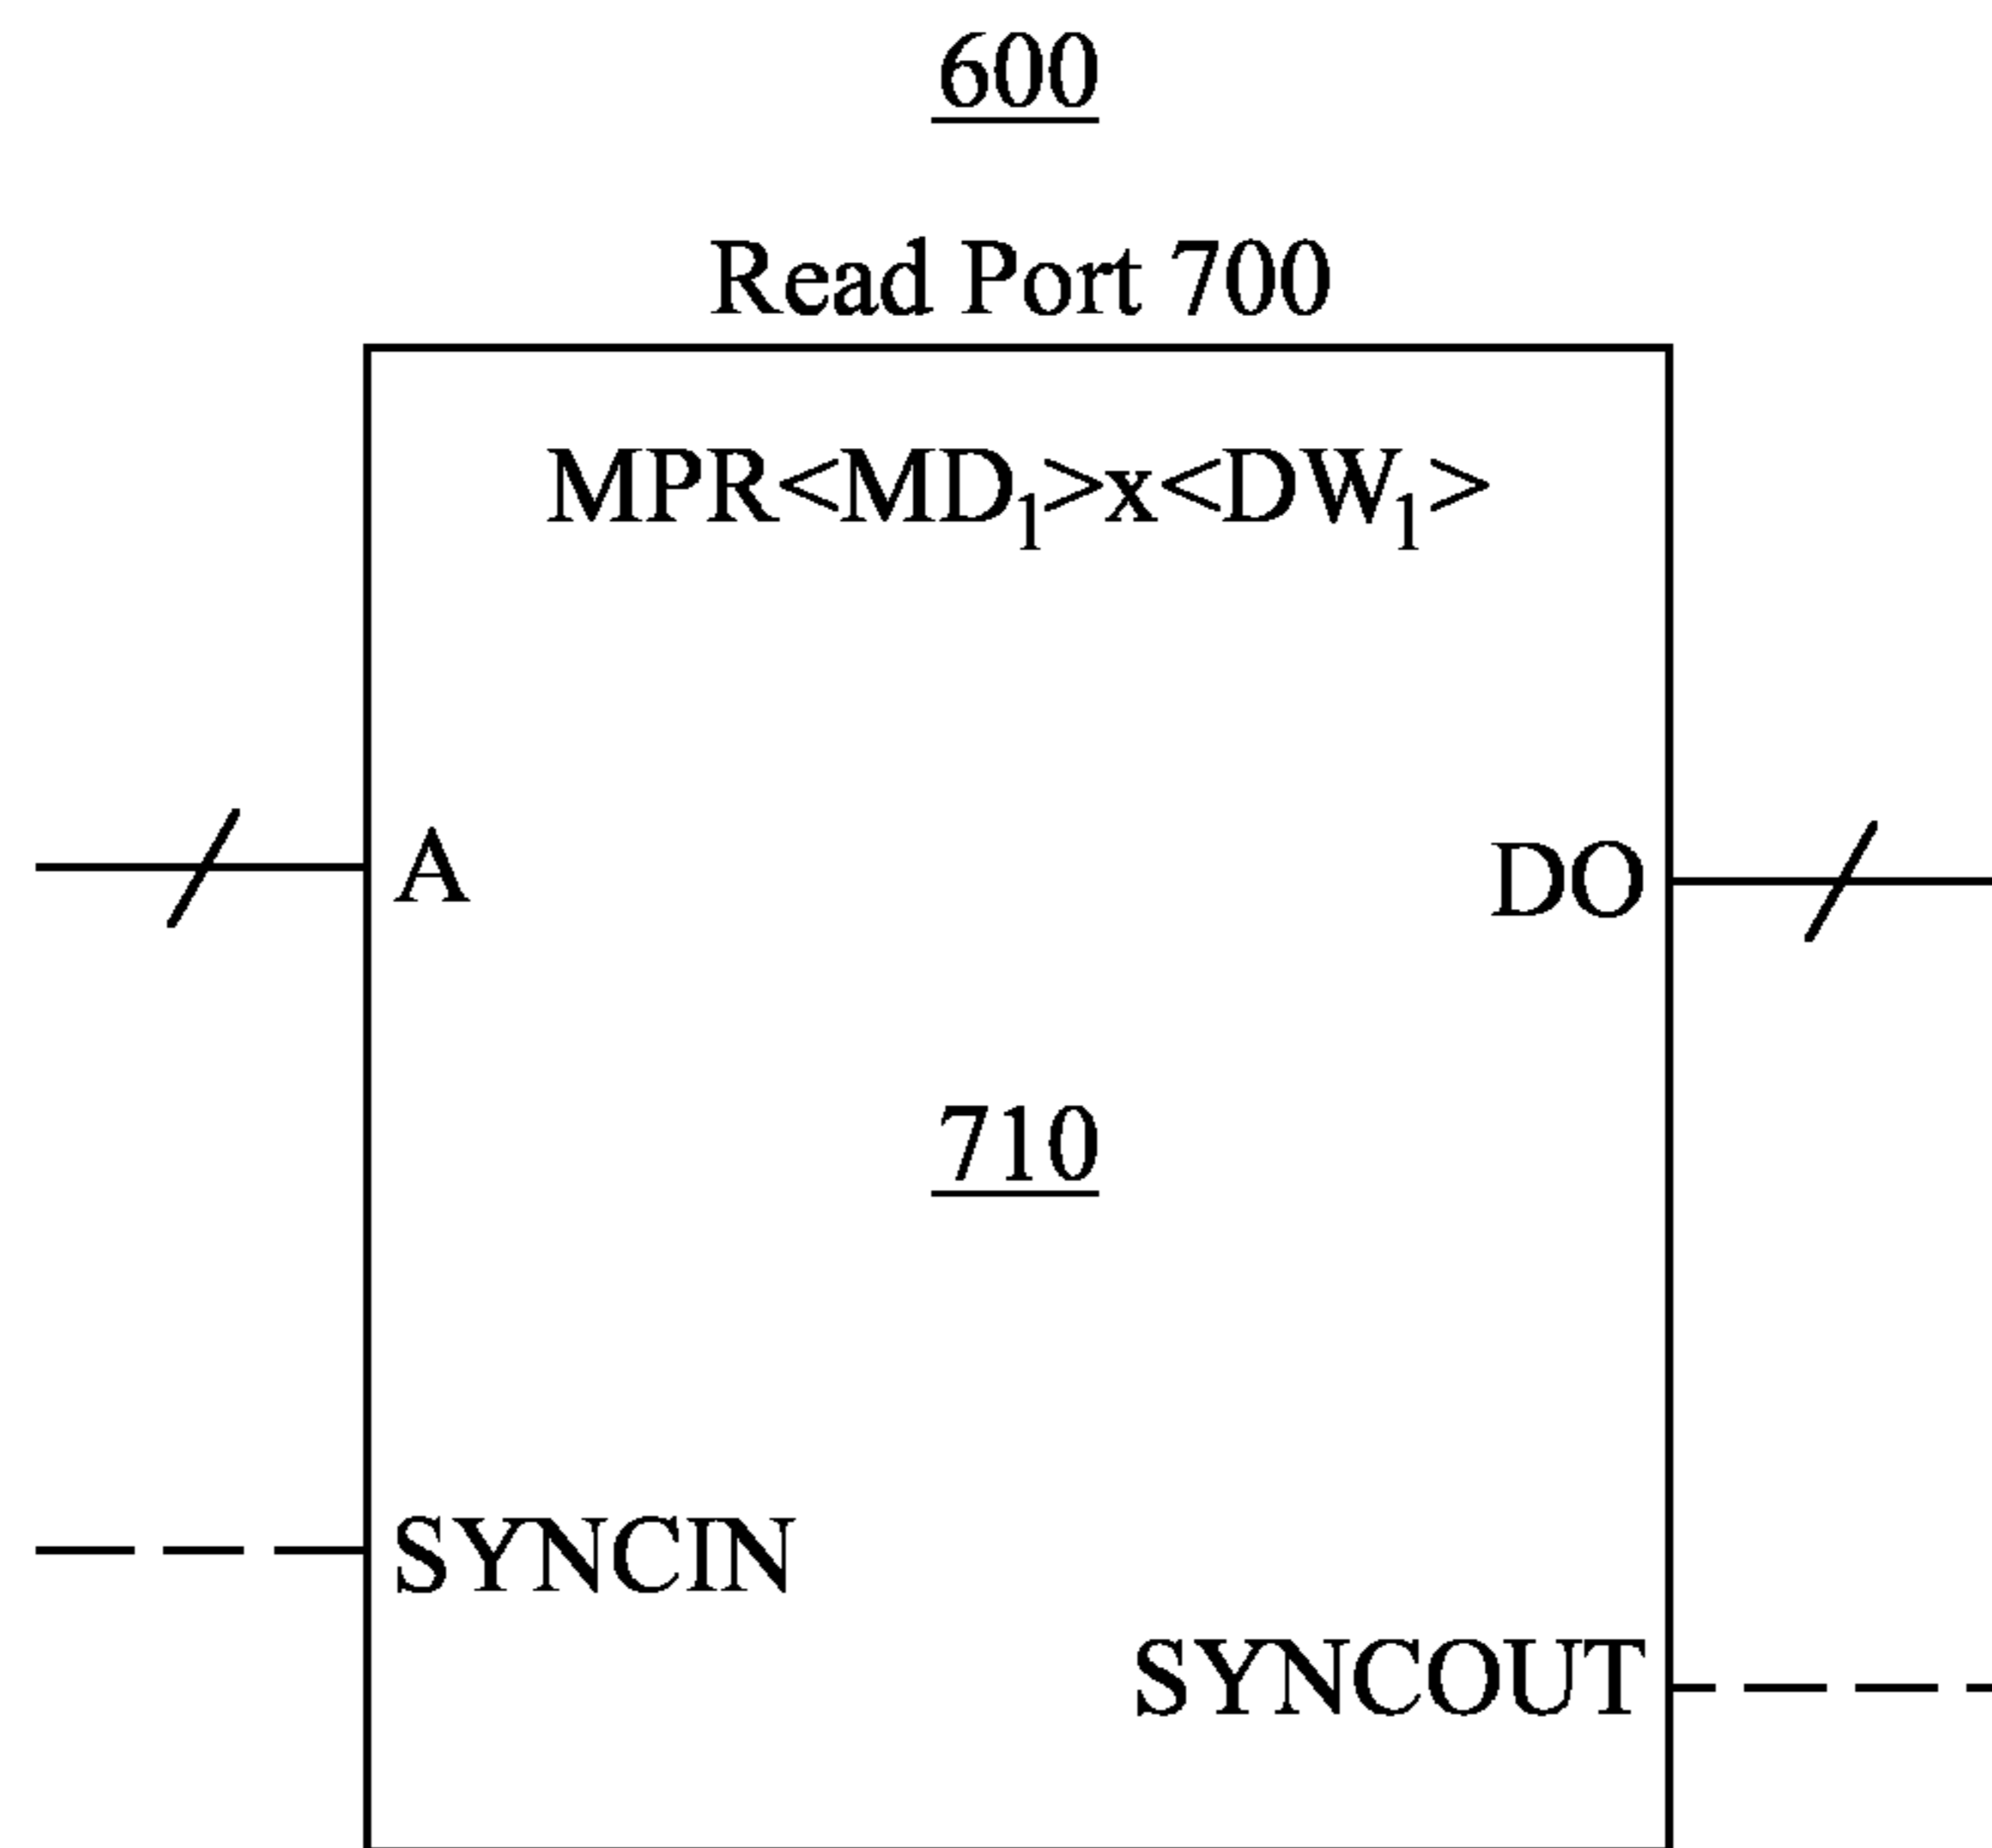 600
Read Port 700
MPR<MD₁>x<DW₁>
A
DO
710
SYNCIN
SYNCOUT